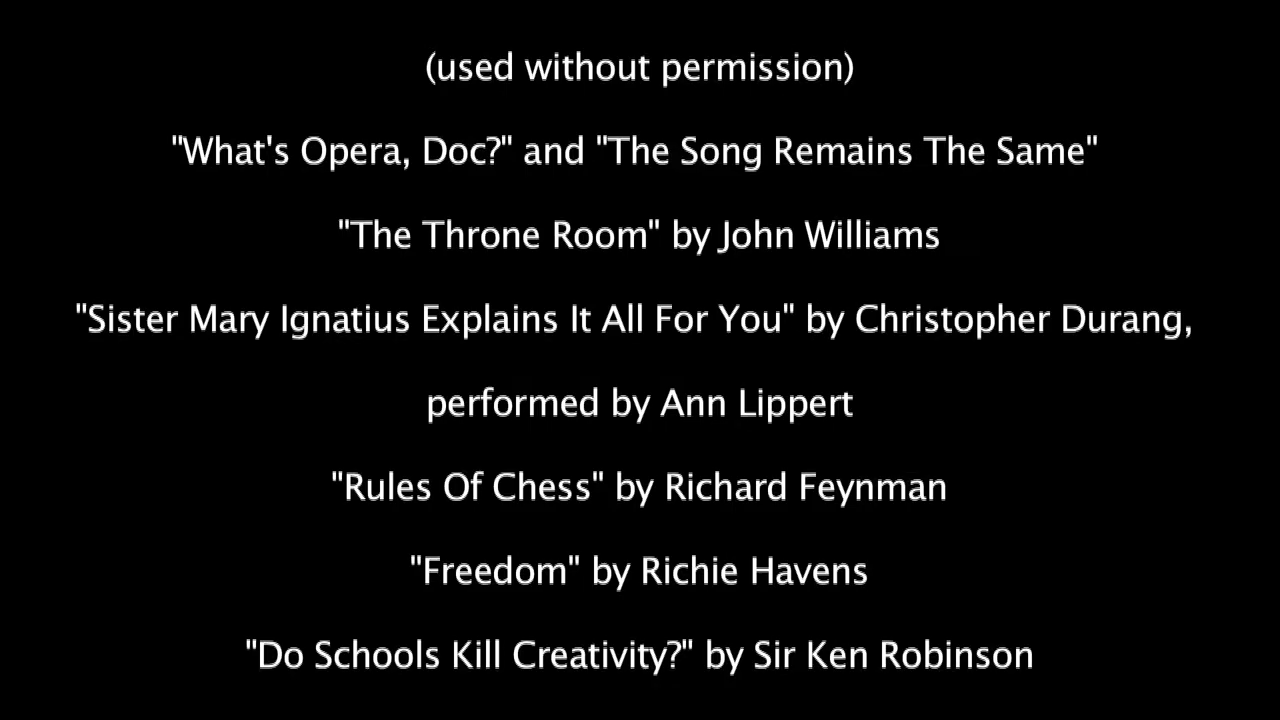 (used without permission)
"What's Opera, Doc?" and "The Song Remains The Same"
"The Throne Room" by John Williams
"Sister Mary Ignatius Explains It All For You" by Christopher Durang,
performed by Ann Lippert
"Rules Of Chess" by Richard Feynman
"Freedom" by Richie Havens
"Do Schools Kill Creativity?" by Sir Ken Robinson